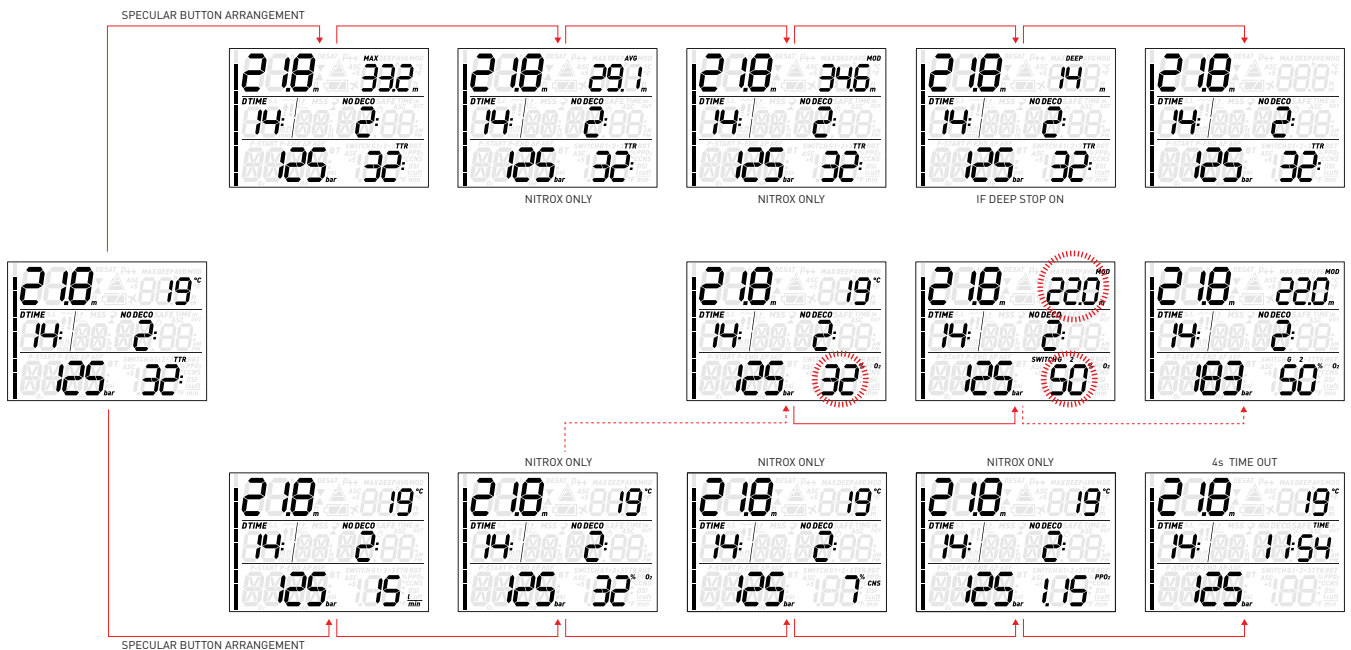 SPECULAR BUTTON ARRANGEMENT
21.8 m MAX 33.2 m
DTIME 14: NO DECO 2:
125 bar TTR 32:
21.8 m AVG 29.1 m
DTIME 14: NO DECO 2:
125 bar TTR 32:
NITROX ONLY
21.8 m MOD 34.6 m
DTIME 14: NO DECO 2:
125 bar TTR 32:
NITROX ONLY
21.8 m DEEP 14 m
DTIME 14: NO DECO 2:
125 bar TTR 32:
IF DEEP STOP ON
21.8 m
DTIME 14: NO DECO 2:
125 bar TTR 32:
21.8 m 19 °C
DTIME 14: NO DECO 2:
125 bar TTR 32:
21.8 m 19 °C
DTIME 14: NO DECO 2:
125 bar 32 % O2
21.8 m MOD 22.0 m
DTIME 14: NO DECO 2:
125 bar SWITCH G 2 50 % O2
21.8 m MOD 22.0 m
DTIME 14: NO DECO 2:
183 bar G 2 50 % O2
21.8 m 19 °C
DTIME 14: NO DECO 2:
125 bar 15 l/min
NITROX ONLY
21.8 m 19 °C
DTIME 14: NO DECO 2:
125 bar 32 % O2
NITROX ONLY
21.8 m 19 °C
DTIME 14: NO DECO 2:
125 bar 7 % CNS
NITROX ONLY
21.8 m 19 °C
DTIME 14: NO DECO 2:
125 bar 1.15 PPO2
4s TIME OUT
21.8 m 19 °C
DTIME 14: TIME 11:54
125 bar
SPECULAR BUTTON ARRANGEMENT